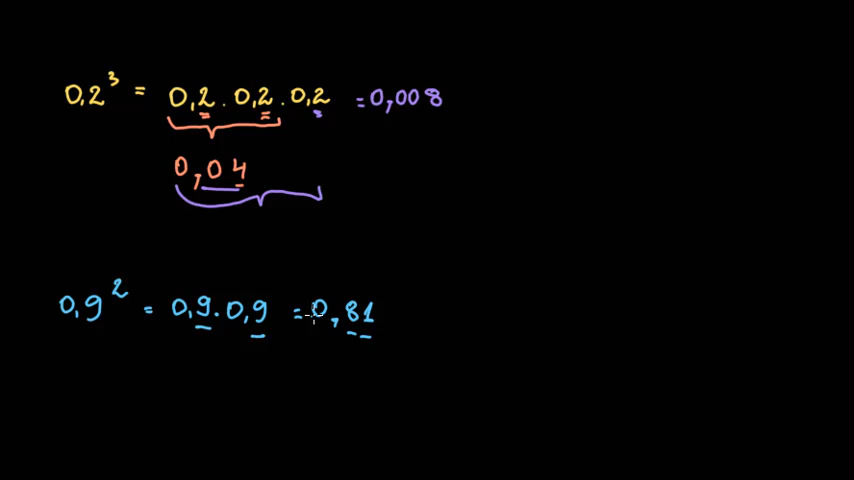 0,2³ = 0,2 . 0,2 . 0,2 = 0,008
0,04
0,9² = 0,9 . 0,9 = 0,81